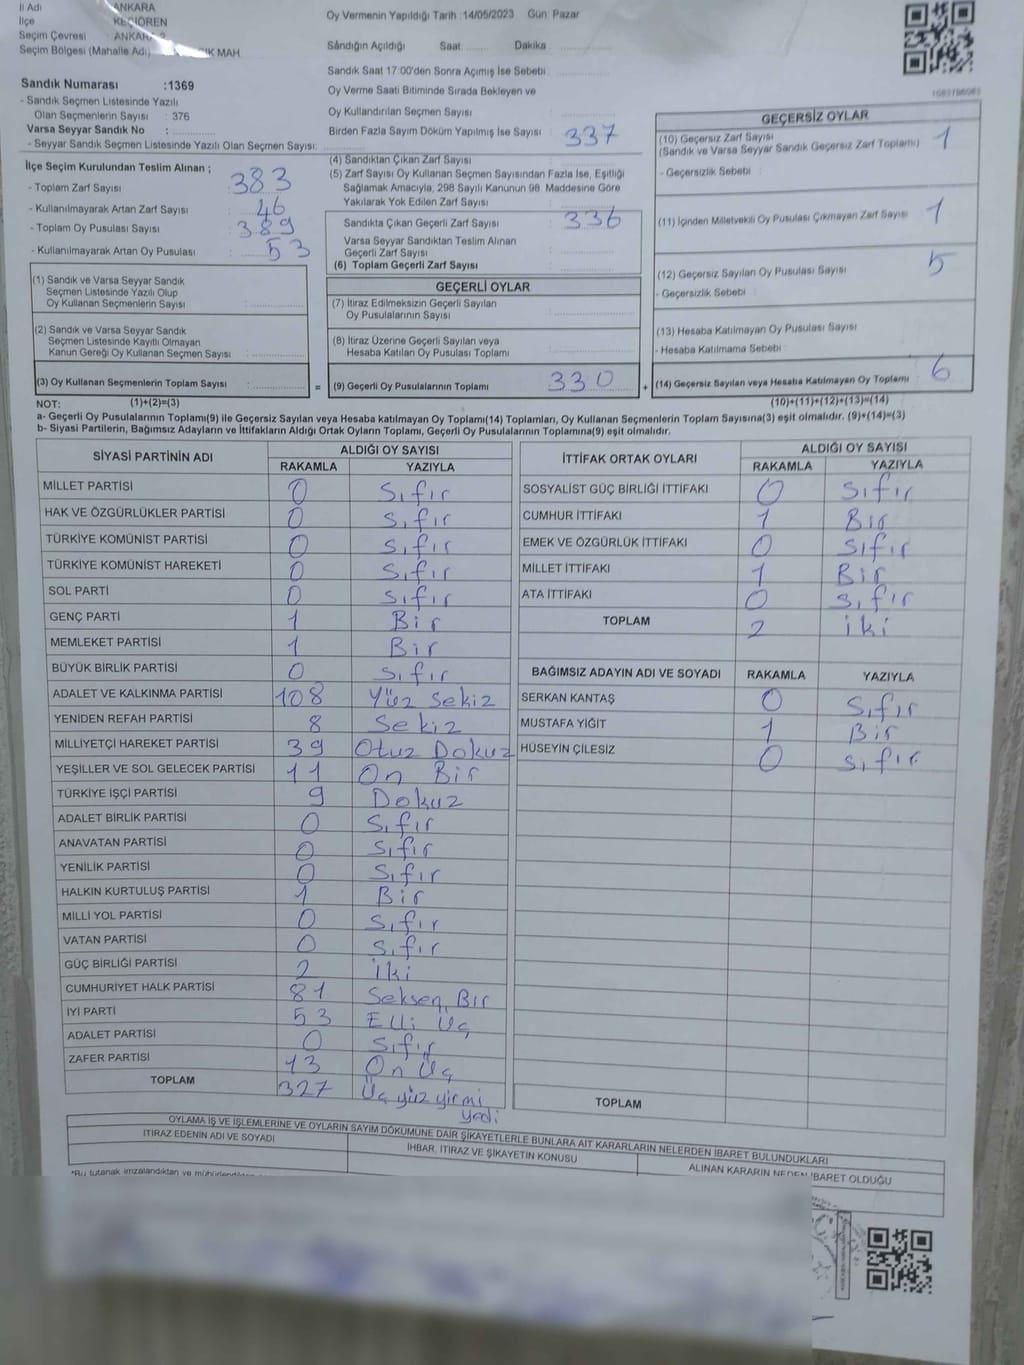 İl Adı ANKARA
İlçe KEÇİÖREN
Seçim Çevresi ANKARA 2
Seçim Bölgesi (Mahalle Adı) MAH
Oy Vermenin Yapıldığı Tarih :14/05/2023 Gün: Pazar
Sandığın Açıldığı Saat ........ Dakika ..............
Sandık Saat 17:00'den Sonra Açımış İse Sebebi: ..............
Oy Verme Saati Bitiminde Sırada Bekleyen ve
Oy Kullandırılan Seçmen Sayısı : ..............
Birden Fazla Sayım Döküm Yapılmış İse Sayısı : ..............
Sandık Numarası :1369
- Sandık Seçmen Listesinde Yazılı
Olan Seçmenlerin Sayısı : 376
Varsa Seyyar Sandık No : ..............
- Seyyar Sandık Seçmen Listesinde Yazılı Olan Seçmen Sayısı: ..............
İlçe Seçim Kurulundan Teslim Alınan ;
- Toplam Zarf Sayısı : 383
- Kullanılmayarak Artan Zarf Sayısı : 46
- Toplam Oy Pusulası Sayısı : 389
- Kullanılmayarak Artan Oy Pusulası : 53
(4) Sandıktan Çıkan Zarf Sayısı : 337
(5) Zarf Sayısı Oy Kullanan Seçmen Sayısından Fazla İse, Eşitliği
Sağlamak Amacıyla, 298 Sayılı Kanunun 98. Maddesine Göre
Yakılarak Yok Edilen Zarf Sayısı : ..............
Sandıkta Çıkan Geçerli Zarf Sayısı : 336
Varsa Seyyar Sandıktan Teslim Alınan
Geçerli Zarf Sayısı : ..............
(6) Toplam Geçerli Zarf Sayısı : ..............
GEÇERSİZ OYLAR
(10) Geçersiz Zarf Sayısı 1
(Sandık ve Varsa Seyyar Sandık Geçersiz Zarf Toplamı)
- Geçersizlik Sebebi :
(11) İçinden Milletvekili Oy Pusulası Çıkmayan Zarf Sayısı 1
(12) Geçersiz Sayılan Oy Pusulası Sayısı 5
- Geçersizlik Sebebi :
(13) Hesaba Katılmayan Oy Pusulası Sayısı
- Hesaba Katılmama Sebebi :
(14) Geçersiz Sayılan veya Hesaba Katılmayan Oy Toplamı : 6
(10)+(11)+(12)+(13)=(14)
(1) Sandık ve Varsa Seyyar Sandık
Seçmen Listesinde Yazılı Olup
Oy Kullanan Seçmenlerin Sayısı : ..............
(2) Sandık ve Varsa Seyyar Sandık
Seçmen Listesinde Kayıtlı Olmayan
Kanun Gereği Oy Kullanan Seçmen Sayısı : ..............
(3) Oy Kullanan Seçmenlerin Toplam Sayısı : .............. =
GEÇERLİ OYLAR
(7) İtiraz Edilmeksizin Geçerli Sayılan
Oy Pusulalarının Sayısı : ..............
(8) İtiraz Üzerine Geçerli Sayılan veya
Hesaba Katılan Oy Pusulası Toplamı : ..............
(9) Geçerli Oy Pusulalarının Toplamı : 330 +
NOT: (1)+(2)=(3)
a- Geçerli Oy Pusulalarının Toplamı(9) ile Geçersiz Sayılan veya Hesaba katılmayan Oy Toplamı(14) Toplamları, Oy Kullanan Seçmenlerin Toplam Sayısına(3) eşit olmalıdır. (9)+(14)=(3)
b- Siyasi Partilerin, Bağımsız Adayların ve İttifakların Aldığı Ortak Oyların Toplamı, Geçerli Oy Pusulalarının Toplamına(9) eşit olmalıdır.
SİYASİ PARTİNİN ADI ALDIĞI OY SAYISI
RAKAMLA YAZIYLA
MİLLET PARTİSİ 0 Sıfır
HAK VE ÖZGÜRLÜKLER PARTİSİ 0 Sıfır
TÜRKİYE KOMÜNİST PARTİSİ 0 Sıfır
TÜRKİYE KOMÜNİST HAREKETİ 0 Sıfır
SOL PARTİ 0 Sıfır
GENÇ PARTİ 1 Bir
MEMLEKET PARTİSİ 1 Bir
BÜYÜK BİRLİK PARTİSİ 0 Sıfır
ADALET VE KALKINMA PARTİSİ 108 Yüz Sekiz
YENİDEN REFAH PARTİSİ 8 Sekiz
MİLLİYETÇİ HAREKET PARTİSİ 39 Otuz Dokuz
YEŞİLLER VE SOL GELECEK PARTİSİ 11 On Bir
TÜRKİYE İŞÇİ PARTİSİ 9 Dokuz
ADALET BİRLİK PARTİSİ 0 Sıfır
ANAVATAN PARTİSİ 0 Sıfır
YENİLİK PARTİSİ 0 Sıfır
HALKIN KURTULUŞ PARTİSİ 1 Bir
MİLLİ YOL PARTİSİ 0 Sıfır
VATAN PARTİSİ 0 Sıfır
GÜÇ BİRLİĞİ PARTİSİ 2 İki
CUMHURİYET HALK PARTİSİ 81 Seksen Bir
İYİ PARTİ 53 Elli Üç
ADALET PARTİSİ 0 Sıfır
ZAFER PARTİSİ 13 On Üç
TOPLAM 327 Üç yüz yirmi yedi
İTTİFAK ORTAK OYLARI ALDIĞI OY SAYISI
RAKAMLA YAZIYLA
SOSYALİST GÜÇ BİRLİĞİ İTTİFAKI 0 Sıfır
CUMHUR İTTİFAKI 1 Bir
EMEK VE ÖZGÜRLÜK İTTİFAKI 0 Sıfır
MİLLET İTTİFAKI 1 Bir
ATA İTTİFAKI 0 Sıfır
TOPLAM 2 iki
BAĞIMSIZ ADAYIN ADI VE SOYADI RAKAMLA YAZIYLA
SERKAN KANTAŞ 0 Sıfır
MUSTAFA YİĞİT 1 Bir
HÜSEYİN ÇİLESİZ 0 Sıfır
TOPLAM
OYLAMA İŞ VE İŞLEMLERİNE VE OYLARIN SAYIM DÖKÜMÜNE DAİR ŞİKAYETLERLE BUNLARA AİT KARARLARIN NELERDEN İBARET BULUNDUKLARI
İTİRAZ EDENİN ADI VE SOYADI İHBAR, İTİRAZ VE ŞİKAYETİN KONUSU ALINAN KARARIN NEDEN İBARET OLDUĞU
*Bu tutanak imzalandıktan ve